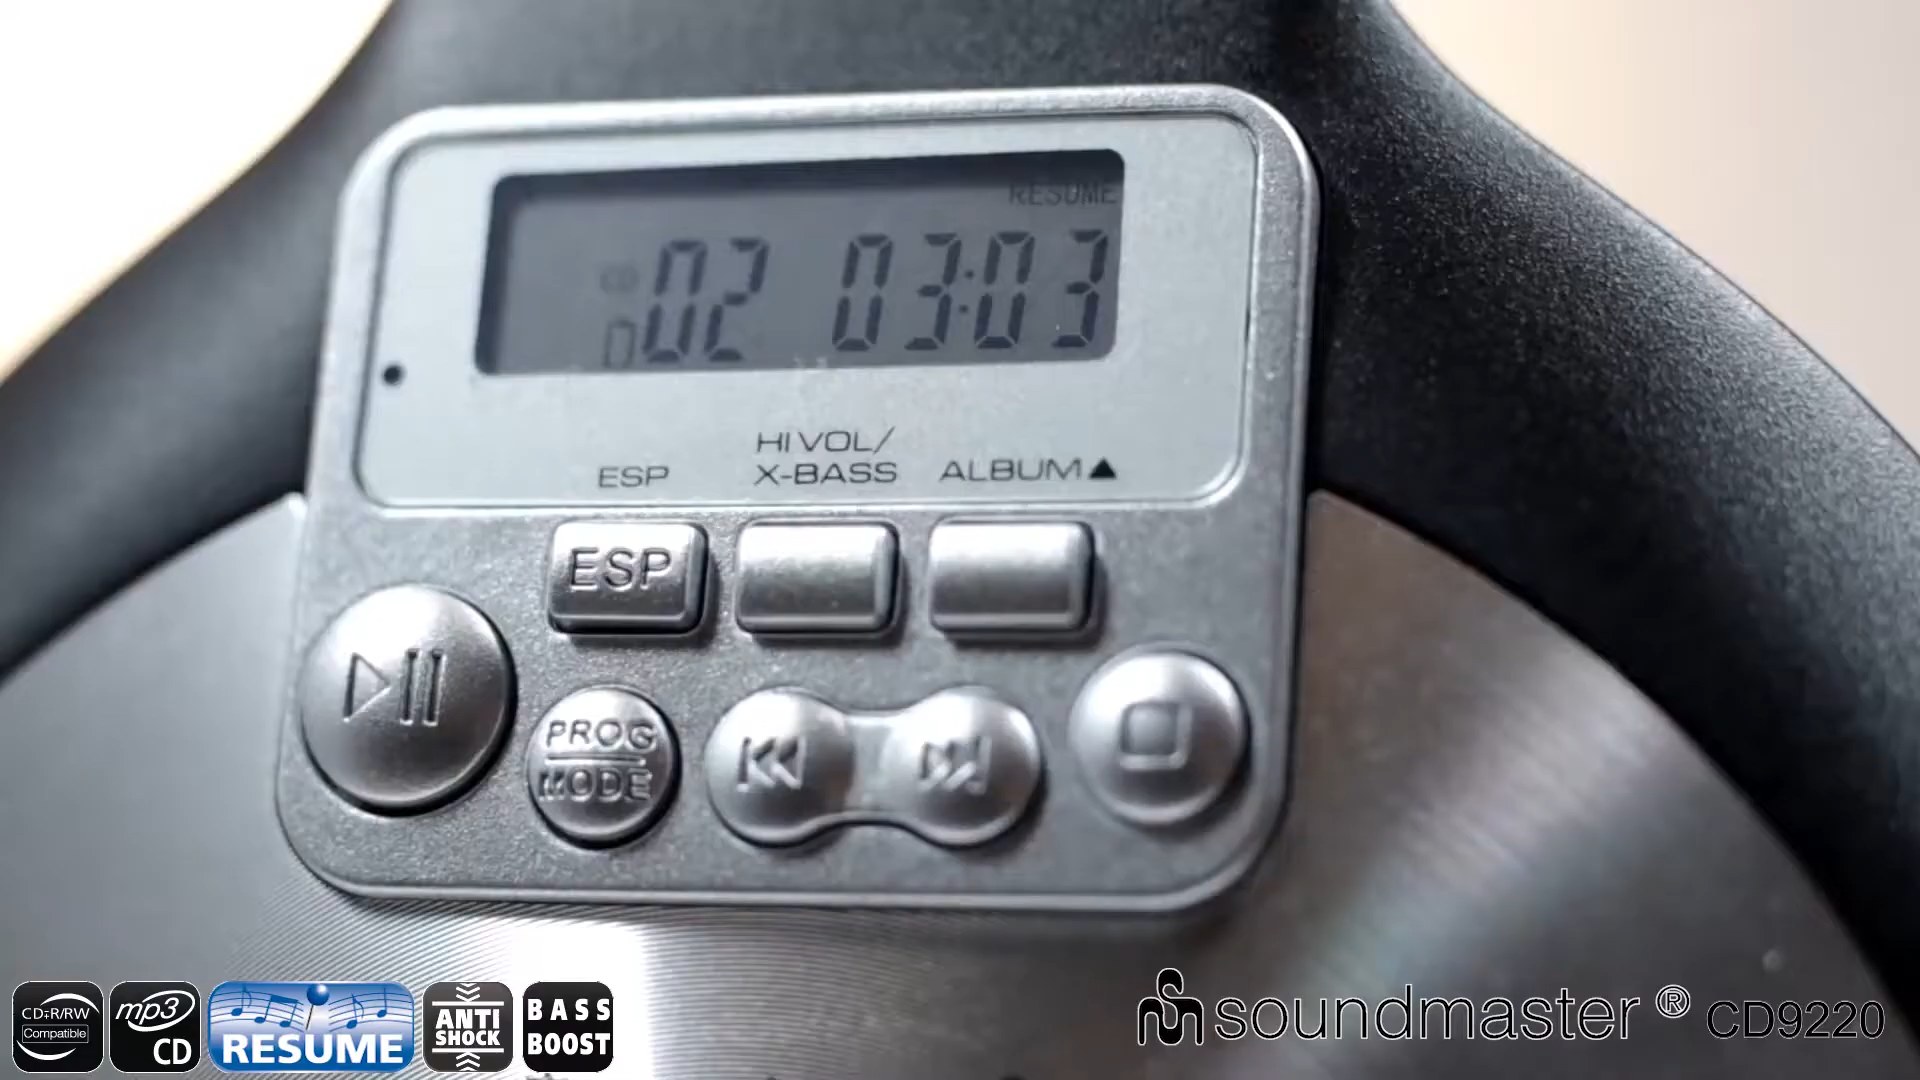 RESUME
02 03:03
ESP
HI VOL/
X-BASS
ALBUM▲
ESP
PROG
MODE
CD±R/RW
Compatible
mp3
CD
RESUME
ANTI
SHOCK
BASS
BOOST
soundmaster® CD9220